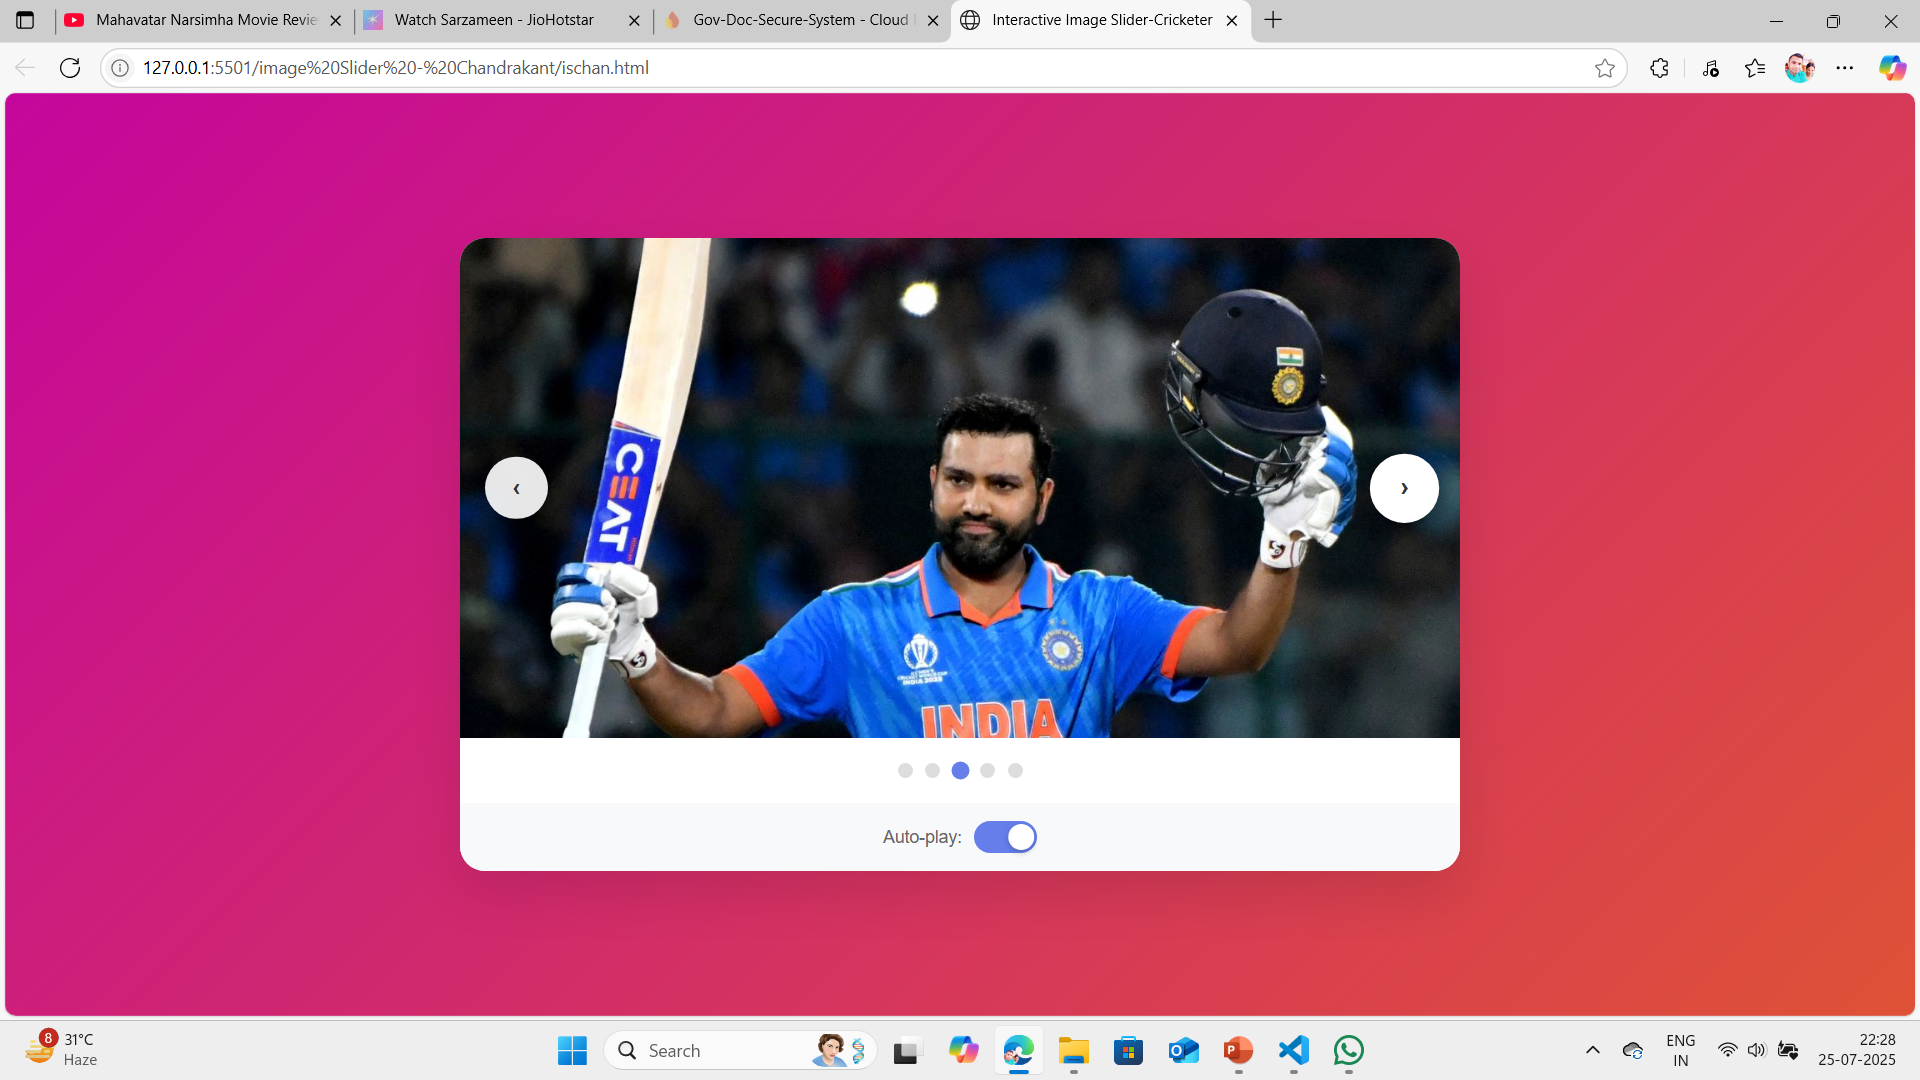 Mahavatar Narsimha Movie Revie
Watch Sarzameen - JioHotstar
Gov-Doc-Secure-System - Cloud
Interactive Image Slider-Cricketer
127.0.0.1:5501/image%20Slider%20-%20Chandrakant/ischan.html
CEAT
INDIA 2023
INDIA
‹
›
Auto-play:
8
31°C
Haze
Search
ENG
IN
22:28
25-07-2025